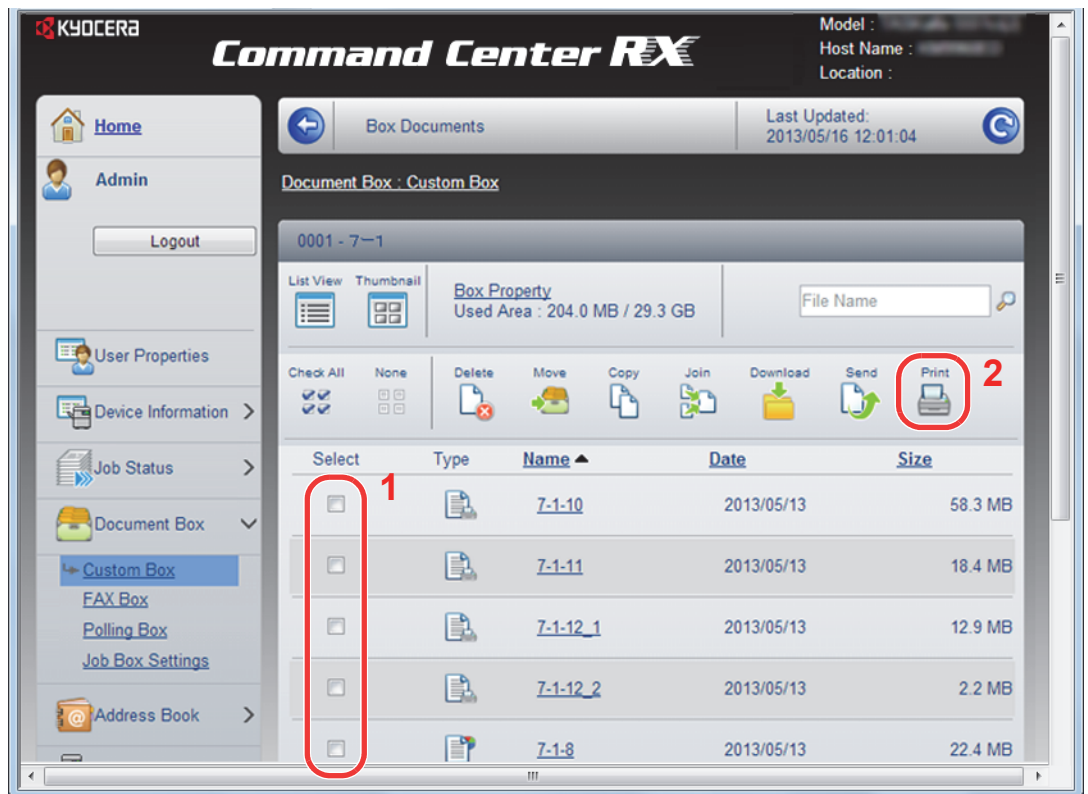 KYOCERA
Command Center RX
Model :
Host Name :
Location :
Home
Admin
Logout
User Properties
Device Information
Job Status
Document Box
Custom Box
FAX Box
Polling Box
Job Box Settings
Address Book
Box Documents
Last Updated:
2013/05/16 12:01:04
Document Box : Custom Box
0001 - 7ー1
List View Thumbnail
Box Property
Used Area : 204.0 MB / 29.3 GB
File Name
Check All None Delete Move Copy Join Download Send Print 2
Select Type Name Date Size
1
7-1-10 2013/05/13 58.3 MB
7-1-11 2013/05/13 18.4 MB
7-1-12_1 2013/05/13 12.9 MB
7-1-12_2 2013/05/13 2.2 MB
7-1-8 2013/05/13 22.4 MB